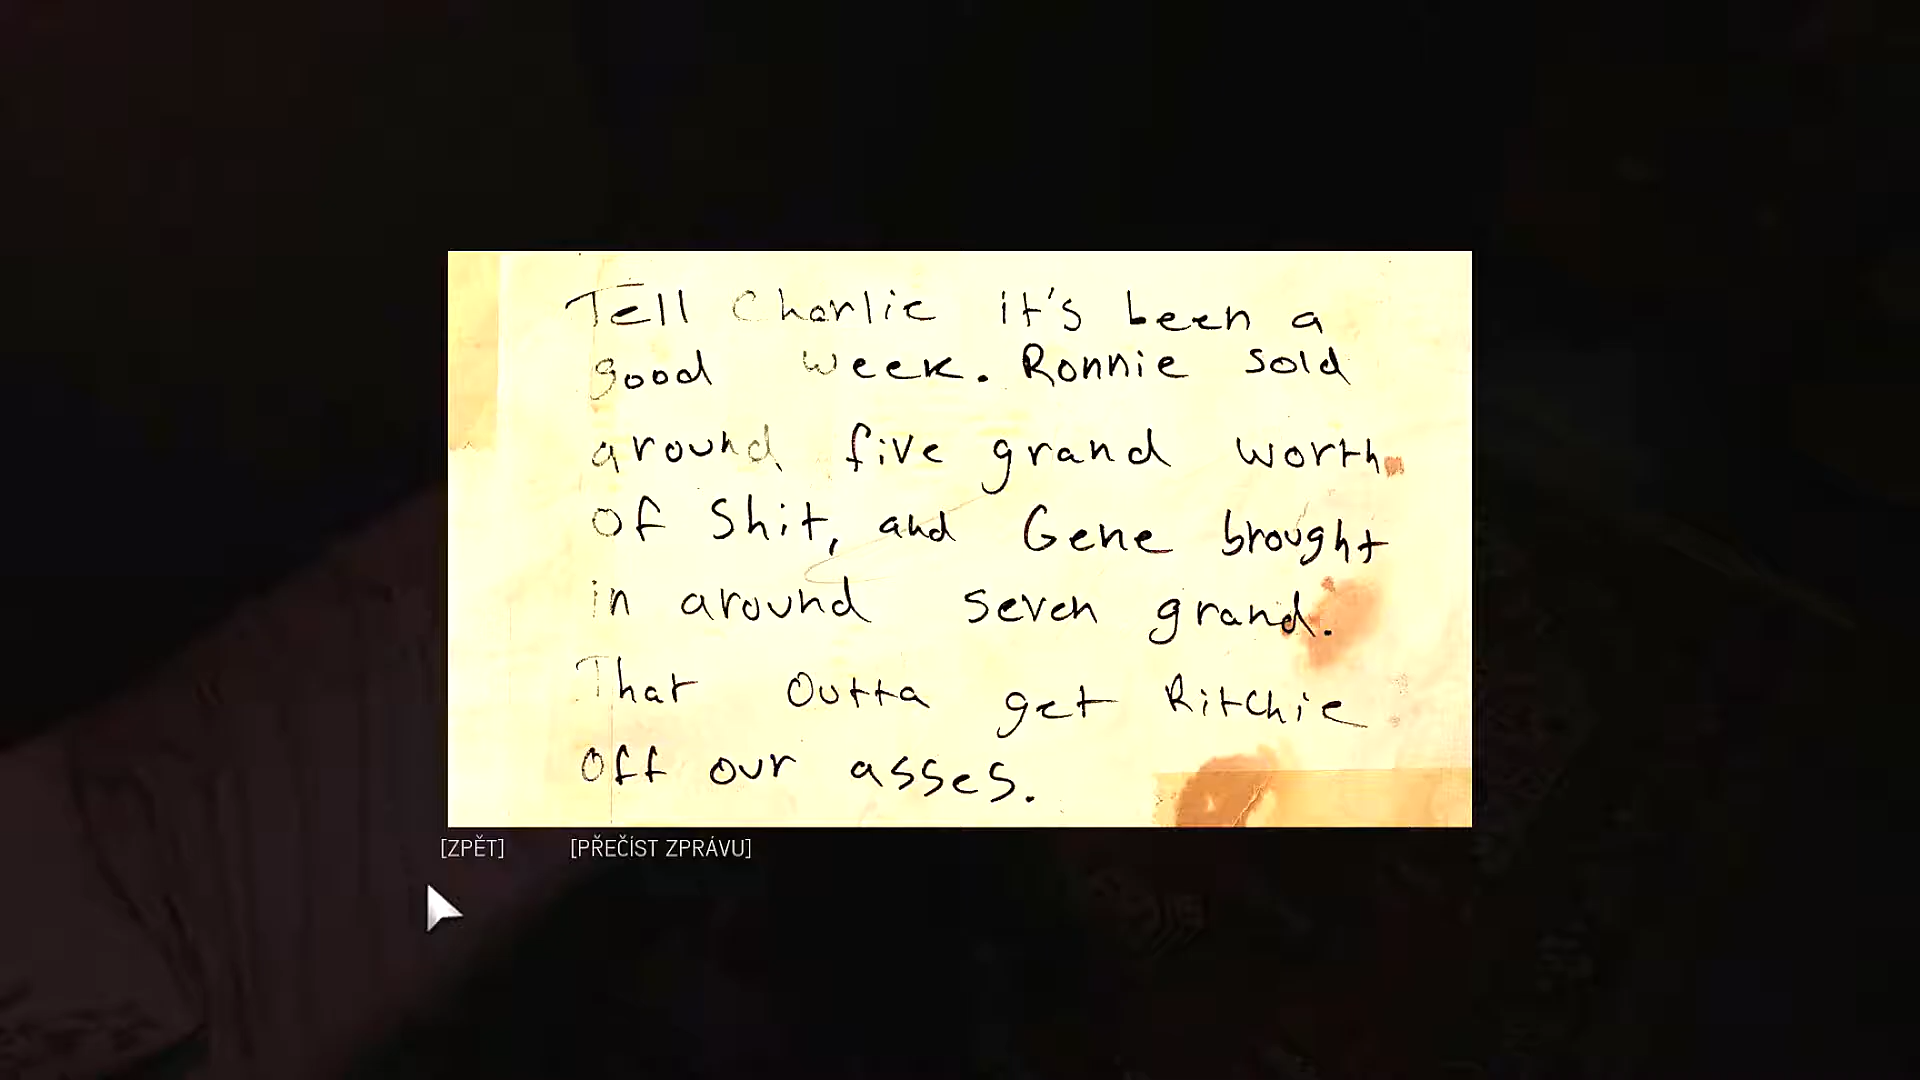 Tell Charlie it's been a
good week. Ronnie sold
around five grand worth
of Shit, and Gene brought
in around seven grand.
That Outta get Ritchie
Off our asses.
[ZPĚT] [PŘEČÍST ZPRÁVU]